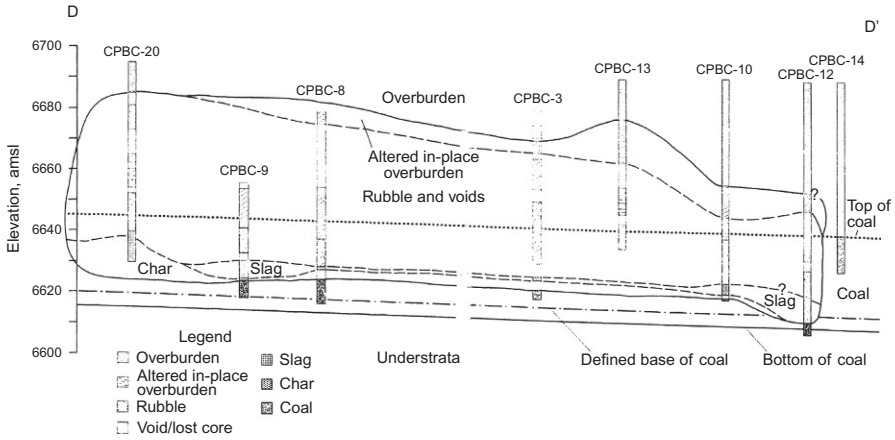 D
D'
6700
6680
6660
6640
6620
6600
Elevation, amsl
CPBC-20
CPBC-9
CPBC-8
CPBC-3
CPBC-13
CPBC-10
CPBC-14
CPBC-12
Overburden
Altered in-place
overburden
Rubble and voids
?
Top of
coal
Char
Slag
?
Slag
Coal
Understrata
Defined base of coal
Bottom of coal
Legend
Overburden
Altered in-place
overburden
Rubble
Void/lost core
Slag
Char
Coal